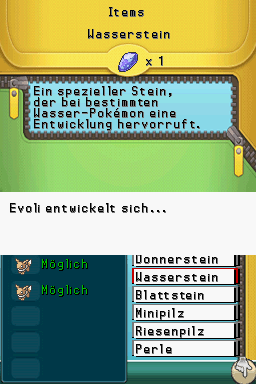 Items
Wasserstein
x 1
Ein spezieller Stein,
der bei bestimmten
Wasser-Pokémon eine
Entwicklung hervorruft.
Evoli entwickelt sich...
Möglich
Möglich
Donnerstein
Wasserstein
Blattstein
Minipilz
Riesenpilz
Perle